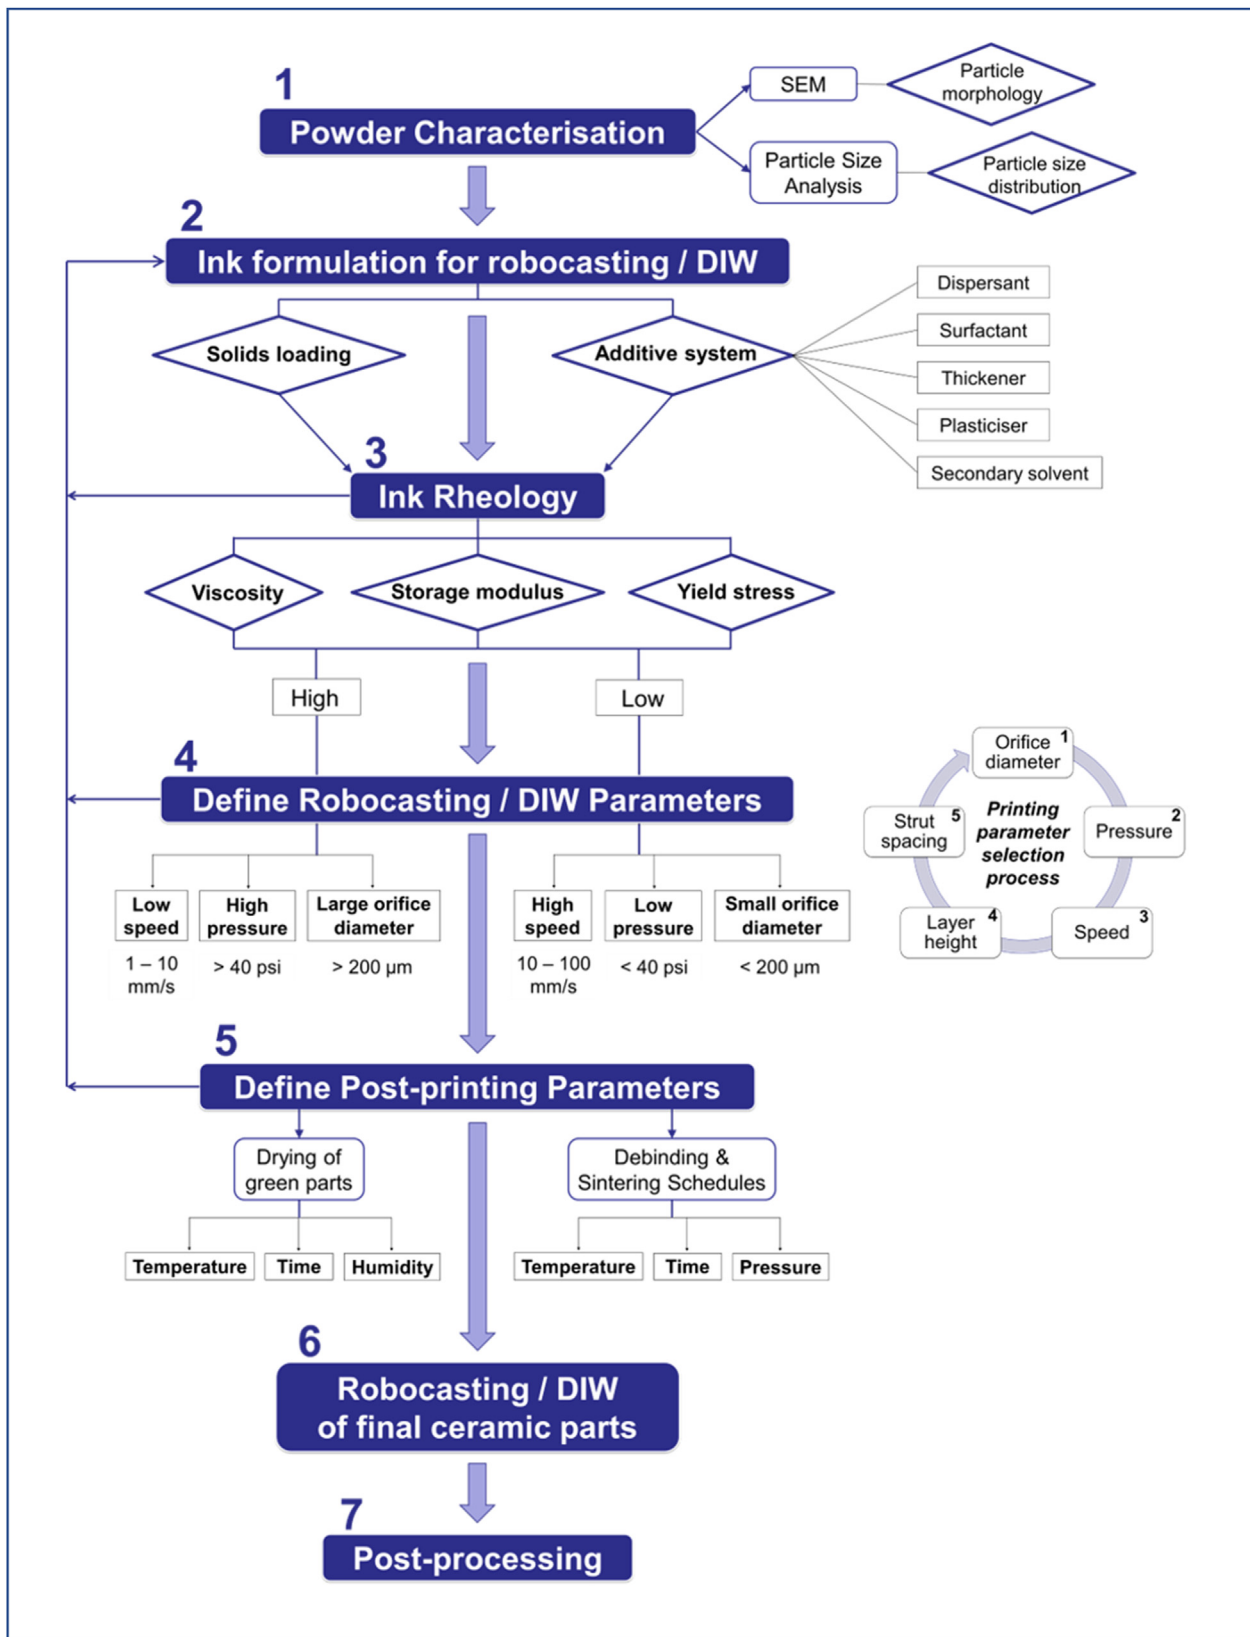 1
Powder Characterisation
SEM
Particle
morphology
Particle Size
Analysis
Particle size
distribution
2
Ink formulation for robocasting / DIW
Solids loading
Additive system
Dispersant
Surfactant
Thickener
Plasticiser
Secondary solvent
3
Ink Rheology
Viscosity
Storage modulus
Yield stress
High
Low
4
Define Robocasting / DIW Parameters
Low
speed
1 – 10
mm/s
High
pressure
> 40 psi
Large orifice
diameter
> 200 µm
High
speed
10 – 100
mm/s
Low
pressure
< 40 psi
Small orifice
diameter
< 200 µm
Printing
parameter
selection
process
Orifice 1
diameter
Pressure 2
Speed 3
Layer 4
height
Strut 5
spacing
5
Define Post-printing Parameters
Drying of
green parts
Temperature
Time
Humidity
Debinding &
Sintering Schedules
Temperature
Time
Pressure
6
Robocasting / DIW
of final ceramic parts
7
Post-processing